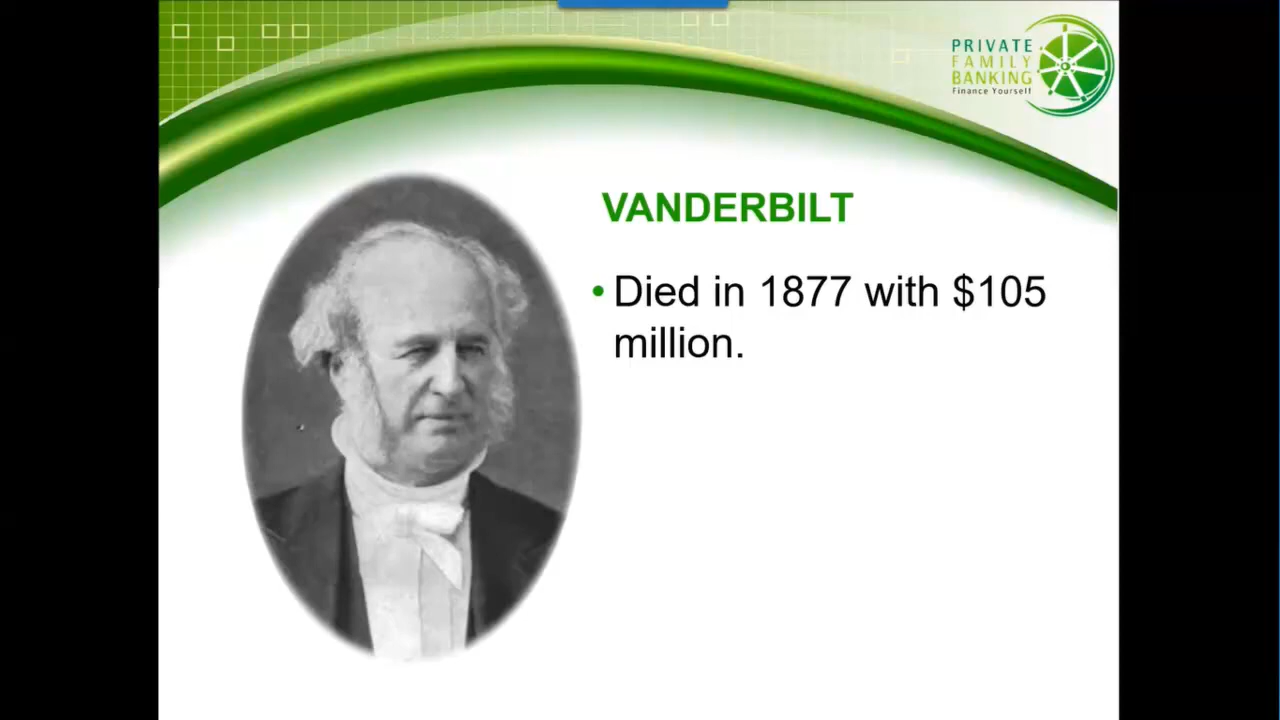 PRIVATE
FAMILY
BANKING
Finance Yourself
VANDERBILT
• Died in 1877 with $105
million.